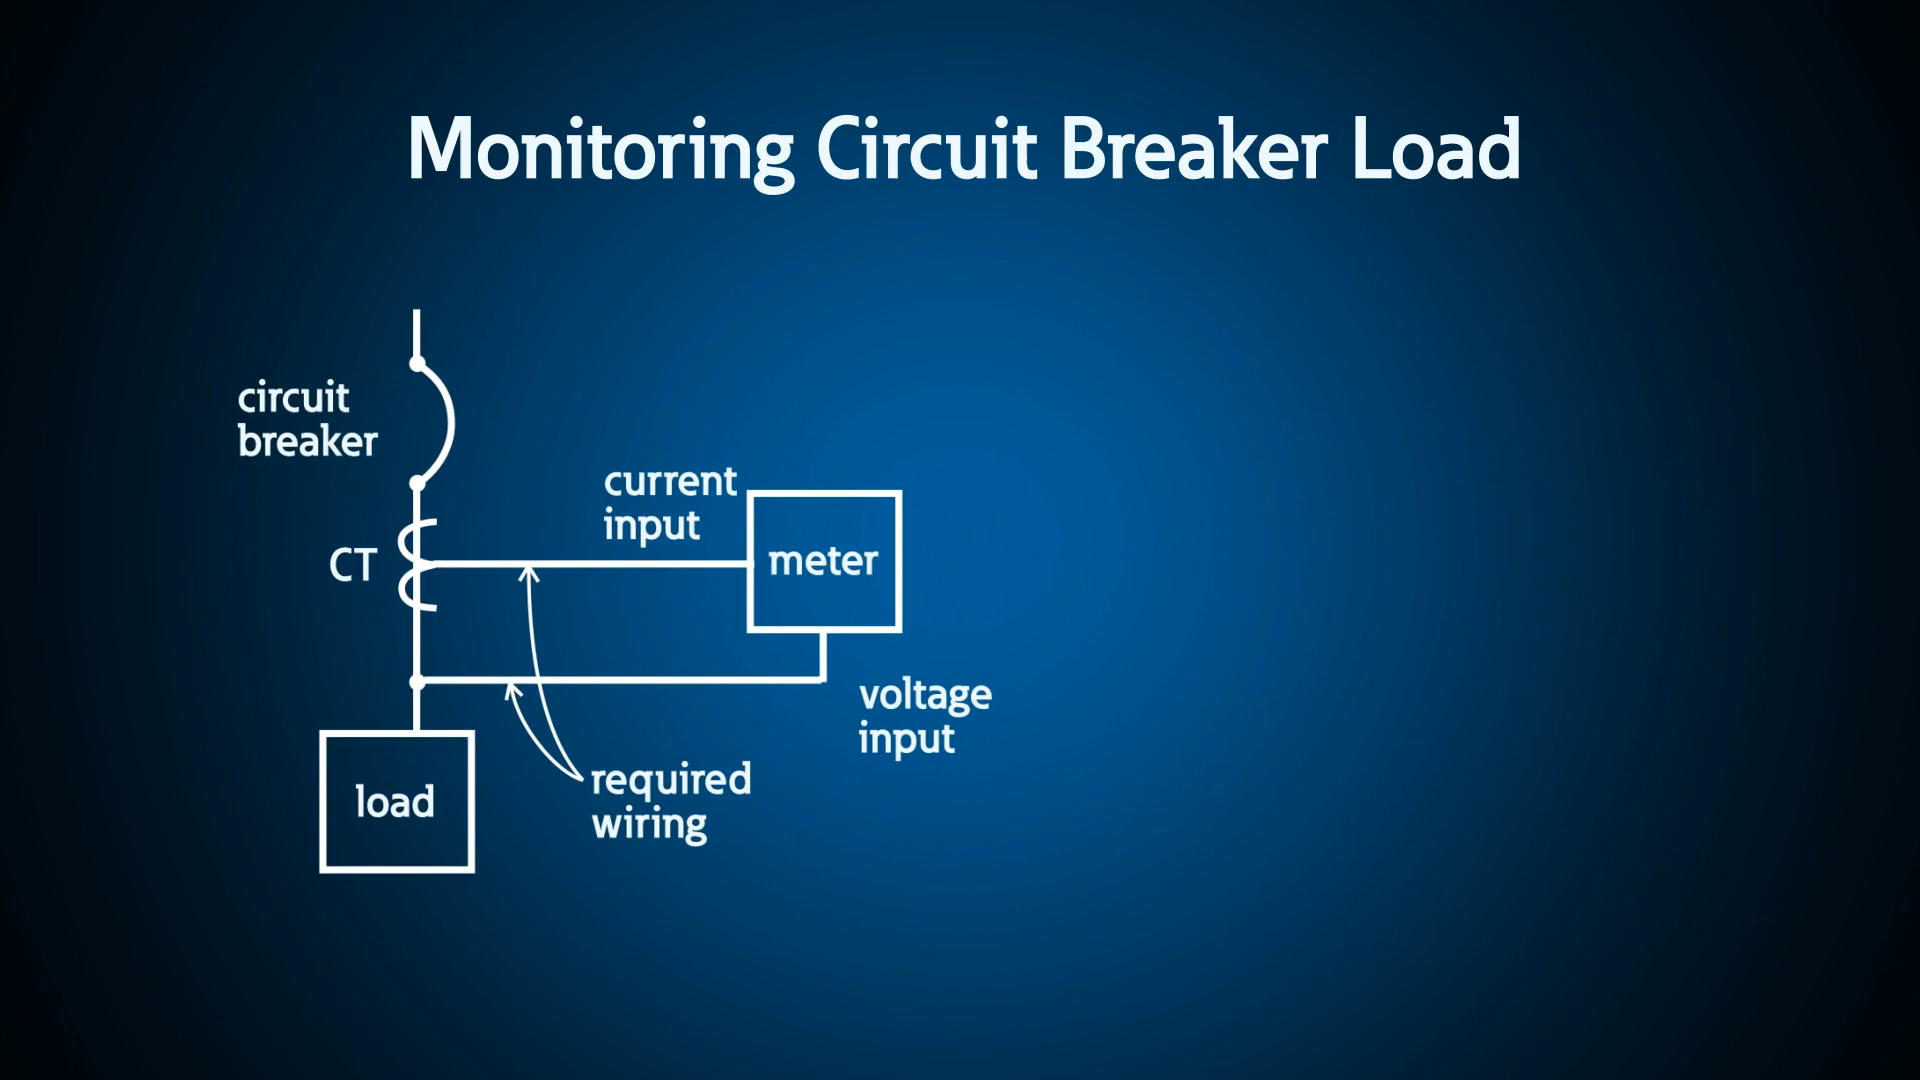 Monitoring Circuit Breaker Load
circuit
breaker
current
input
CT
meter
voltage
input
required
wiring
load